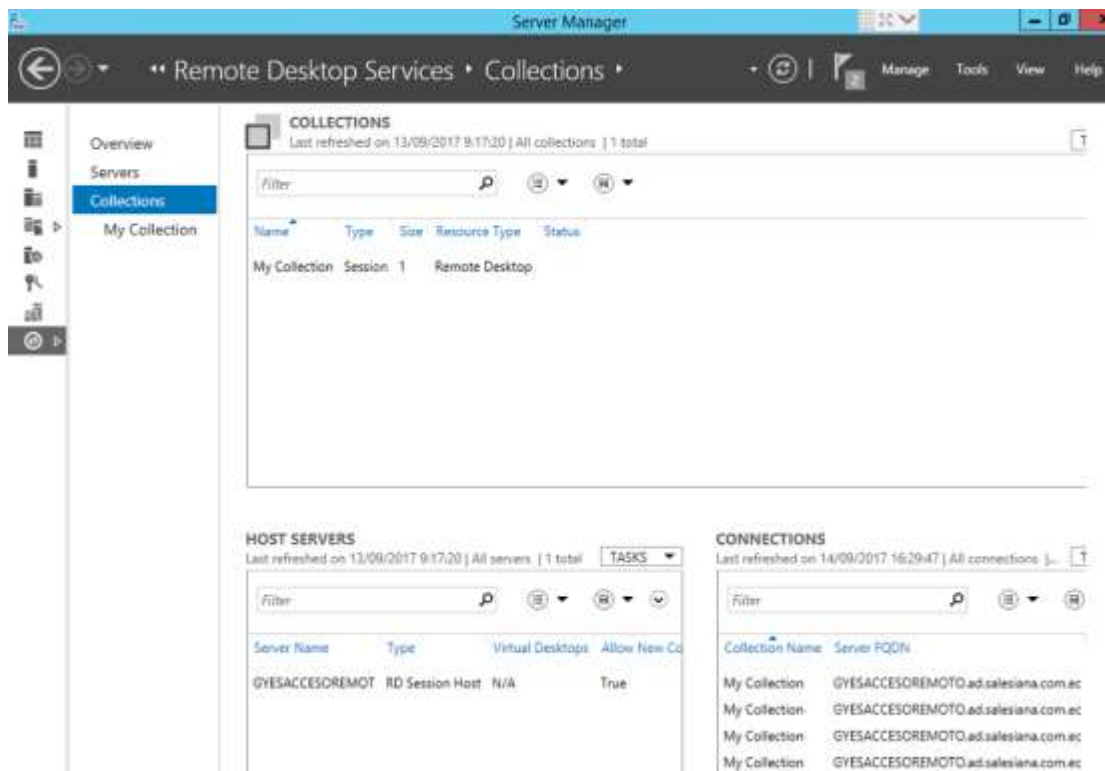 Server Manager
Remote Desktop Services • Collections •
Manage Tools View Help
Overview
Servers
Collections
My Collection
COLLECTIONS
Last refreshed on 13/09/2017 9:17:20 | All collections | 1 total
Filter
Name Type Size Resource Type Status
My Collection Session 1 Remote Desktop
HOST SERVERS
Last refreshed on 13/09/2017 9:17:20 | All servers | 1 total TASKS
Filter
Server Name Type Virtual Desktops Allow New Co
GYESACCESOREMOT RD Session Host N/A True
CONNECTIONS
Last refreshed on 14/09/2017 16:29:47 | All connections |...
Filter
Collection Name Server FQDN
My Collection GYESACCESOREMOTO.ad.salesiana.com.ec
My Collection GYESACCESOREMOTO.ad.salesiana.com.ec
My Collection GYESACCESOREMOTO.ad.salesiana.com.ec
My Collection GYESACCESOREMOTO.ad.salesiana.com.ec